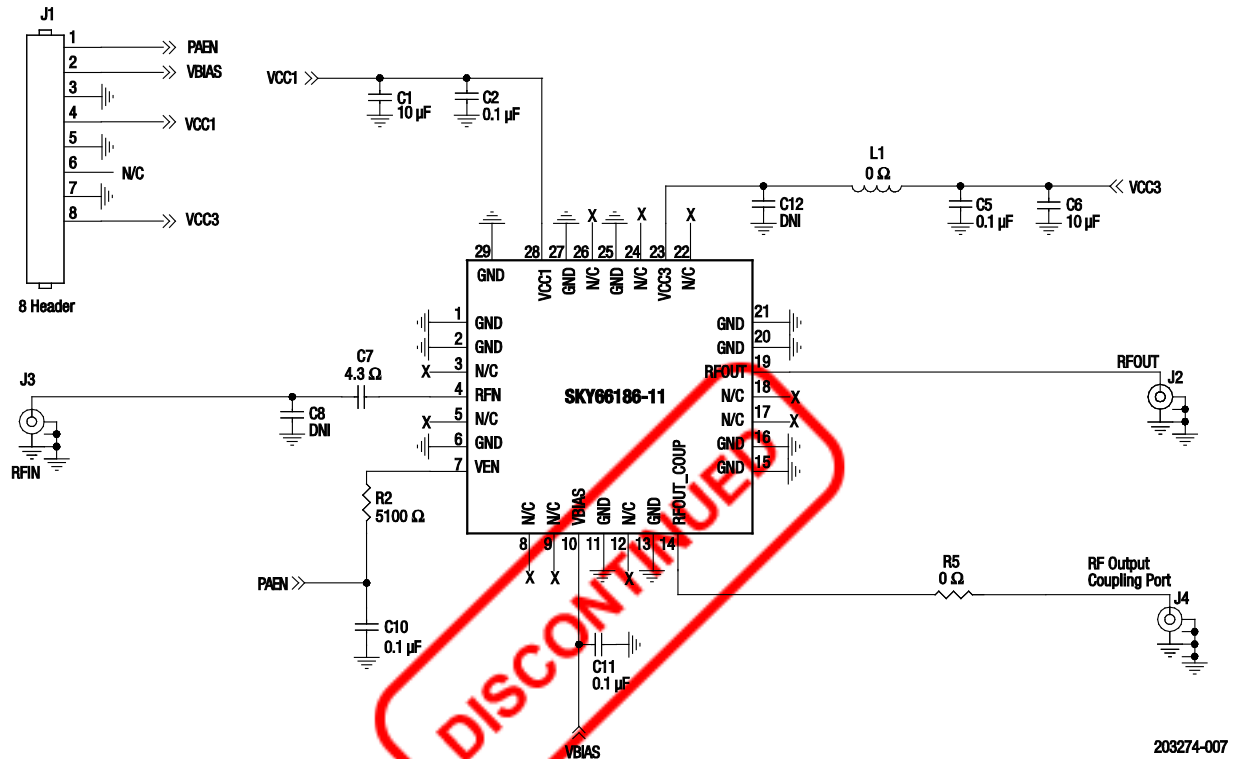 J1
1
PAEN
2
VBIAS
3
4
VCC1
5
6
N/C
7
8
VCC3
8 Header
VCC1
C1
10 µF
C2
0.1 µF
L1
0 Ω
VCC3
C12
DNI
C5
0.1 µF
C6
10 µF
X
X
X
29
28
27
26
25
24
23
22
GND
VCC1
GND
N/C
GND
N/C
VCC3
N/C
1
GND
2
GND
X
3
N/C
4
RFN
X
5
N/C
6
GND
7
VEN
SKY66186-11
21
GND
20
GND
19
RFOUT
18
N/C
X
17
N/C
X
16
GND
15
GND
N/C
N/C
VBIAS
GND
N/C
GND
RFOUT_COUP
8
9
10
11
12
13
14
X
X
X
J3
RFIN
C8
DNI
C7
4.3 Ω
R2
5100 Ω
PAEN
C10
0.1 µF
C11
0.1 µF
VBIAS
RFOUT
J2
R5
0 Ω
RF Output
Coupling Port
J4
DISCONTINUED
203274-007